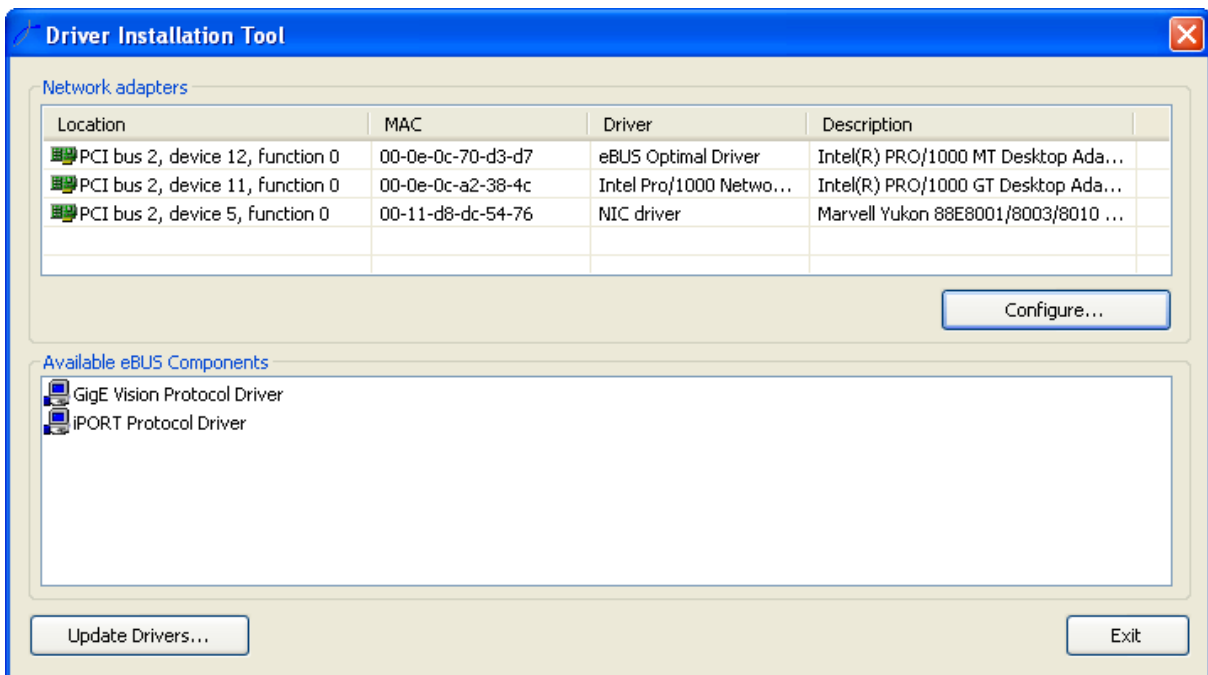 Driver Installation Tool
Network adapters
Location MAC Driver Description
PCI bus 2, device 12, function 0 00-0e-0c-70-d3-d7 eBUS Optimal Driver Intel(R) PRO/1000 MT Desktop Ada...
PCI bus 2, device 11, function 0 00-0e-0c-a2-38-4c Intel Pro/1000 Netwo... Intel(R) PRO/1000 GT Desktop Ada...
PCI bus 2, device 5, function 0 00-11-d8-dc-54-76 NIC driver Marvell Yukon 88E8001/8003/8010 ...
Configure...
Available eBUS Components
GigE Vision Protocol Driver
iPORT Protocol Driver
Update Drivers... Exit